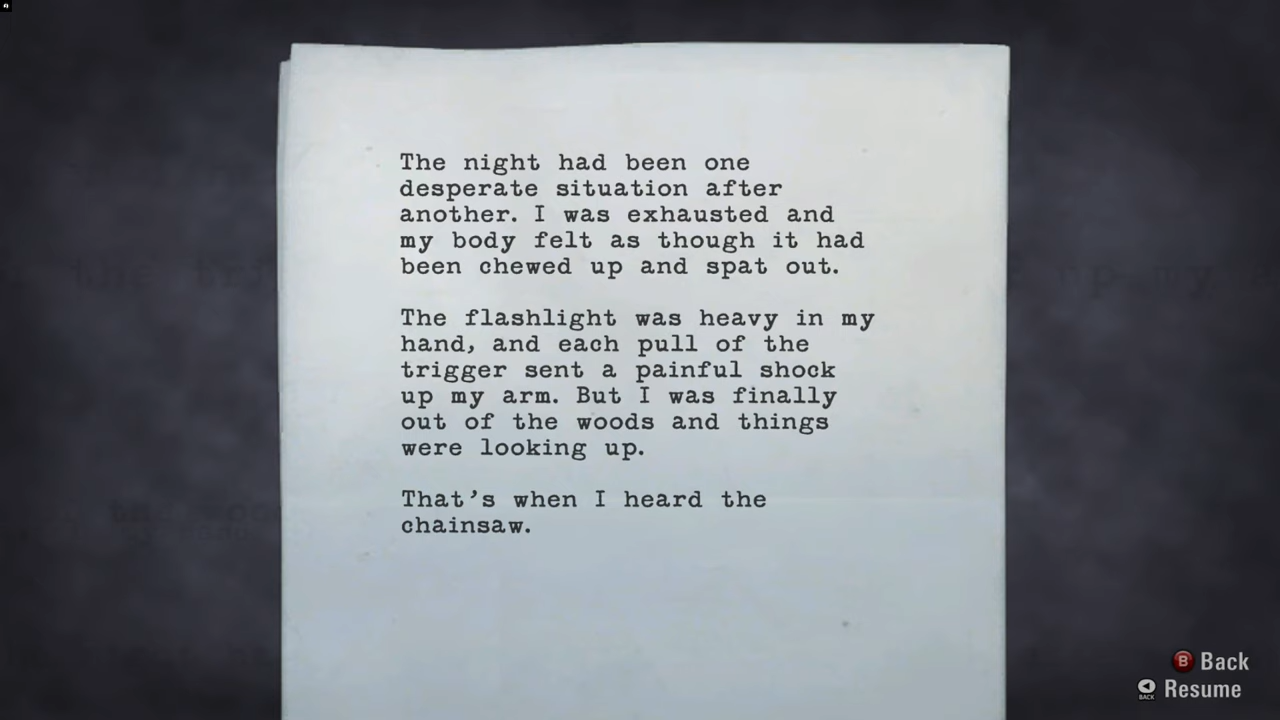 The night had been one
desperate situation after
another. I was exhausted and
my body felt as though it had
been chewed up and spat out.
The flashlight was heavy in my
hand, and each pull of the
trigger sent a painful shock
up my arm. But I was finally
out of the woods and things
were looking up.
That's when I heard the
chainsaw.
B Back
BACK Resume